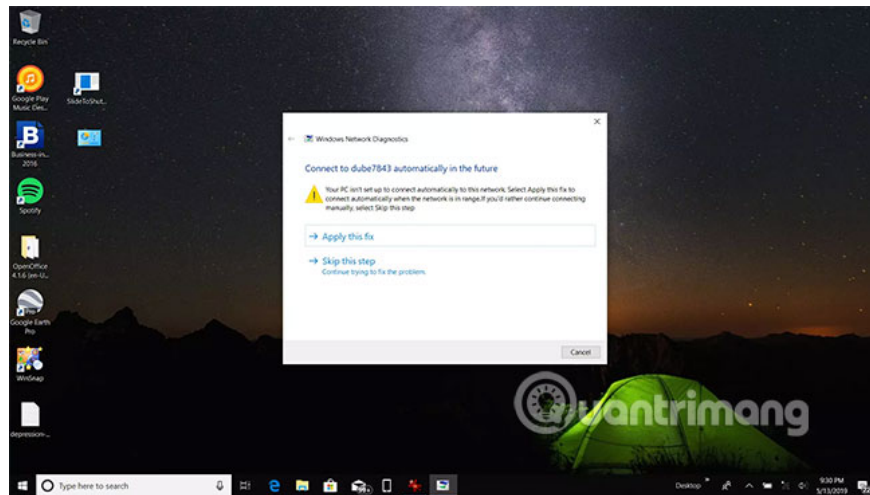 Recycle Bin
Google Play
Music Des...
SlideToShut...
Business-in...
2016
Spotify
OpenOffice
4.1.6 (en-U...
Google Earth
Pro
WinSnap
depression-...
Windows Network Diagnostics
Connect to dube7843 automatically in the future
Your PC isn't set up to connect automatically to this network. Select Apply this fix to
connect automatically when the network is in range.If you'd rather continue connecting
manually, select Skip this step
Apply this fix
Skip this step
Continue trying to fix the problem.
Cancel
Quantrimang
Type here to search
Desktop
9:30 PM
5/13/2019
22